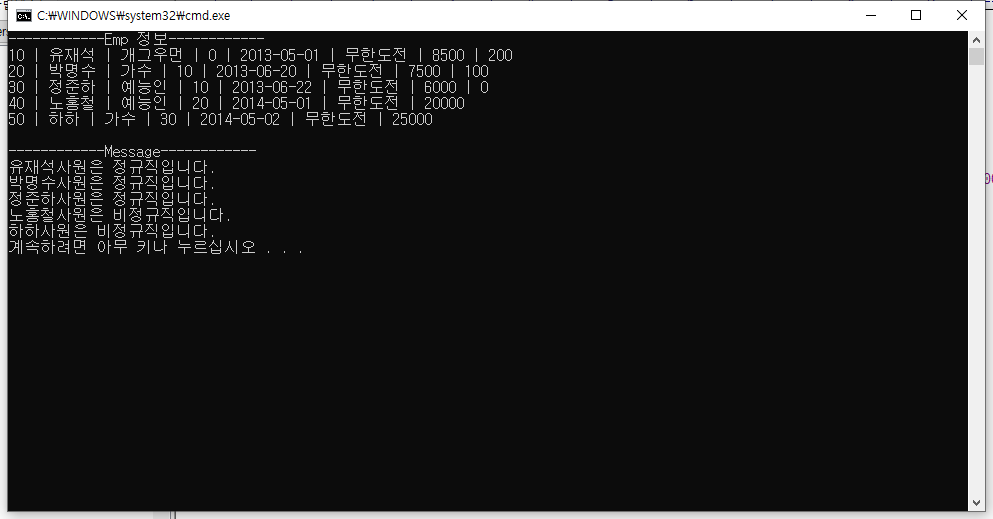 C:₩WINDOWS₩system32₩cmd.exe
------------Emp 정보------------
10 | 유재석 | 개그우먼 | 0 | 2013-05-01 | 무한도전 | 8500 | 200
20 | 박명수 | 가수 | 10 | 2013-06-20 | 무한도전 | 7500 | 100
30 | 정준하 | 예능인 | 10 | 2013-06-22 | 무한도전 | 6000 | 0
40 | 노홍철 | 예능인 | 20 | 2014-05-01 | 무한도전 | 20000
50 | 하하 | 가수 | 30 | 2014-05-02 | 무한도전 | 25000
------------Message------------
유재석사원은 정규직입니다.
박명수사원은 정규직입니다.
정준하사원은 정규직입니다.
노홍철사원은 비정규직입니다.
하하사원은 비정규직입니다.
계속하려면 아무 키나 누르십시오 . . .